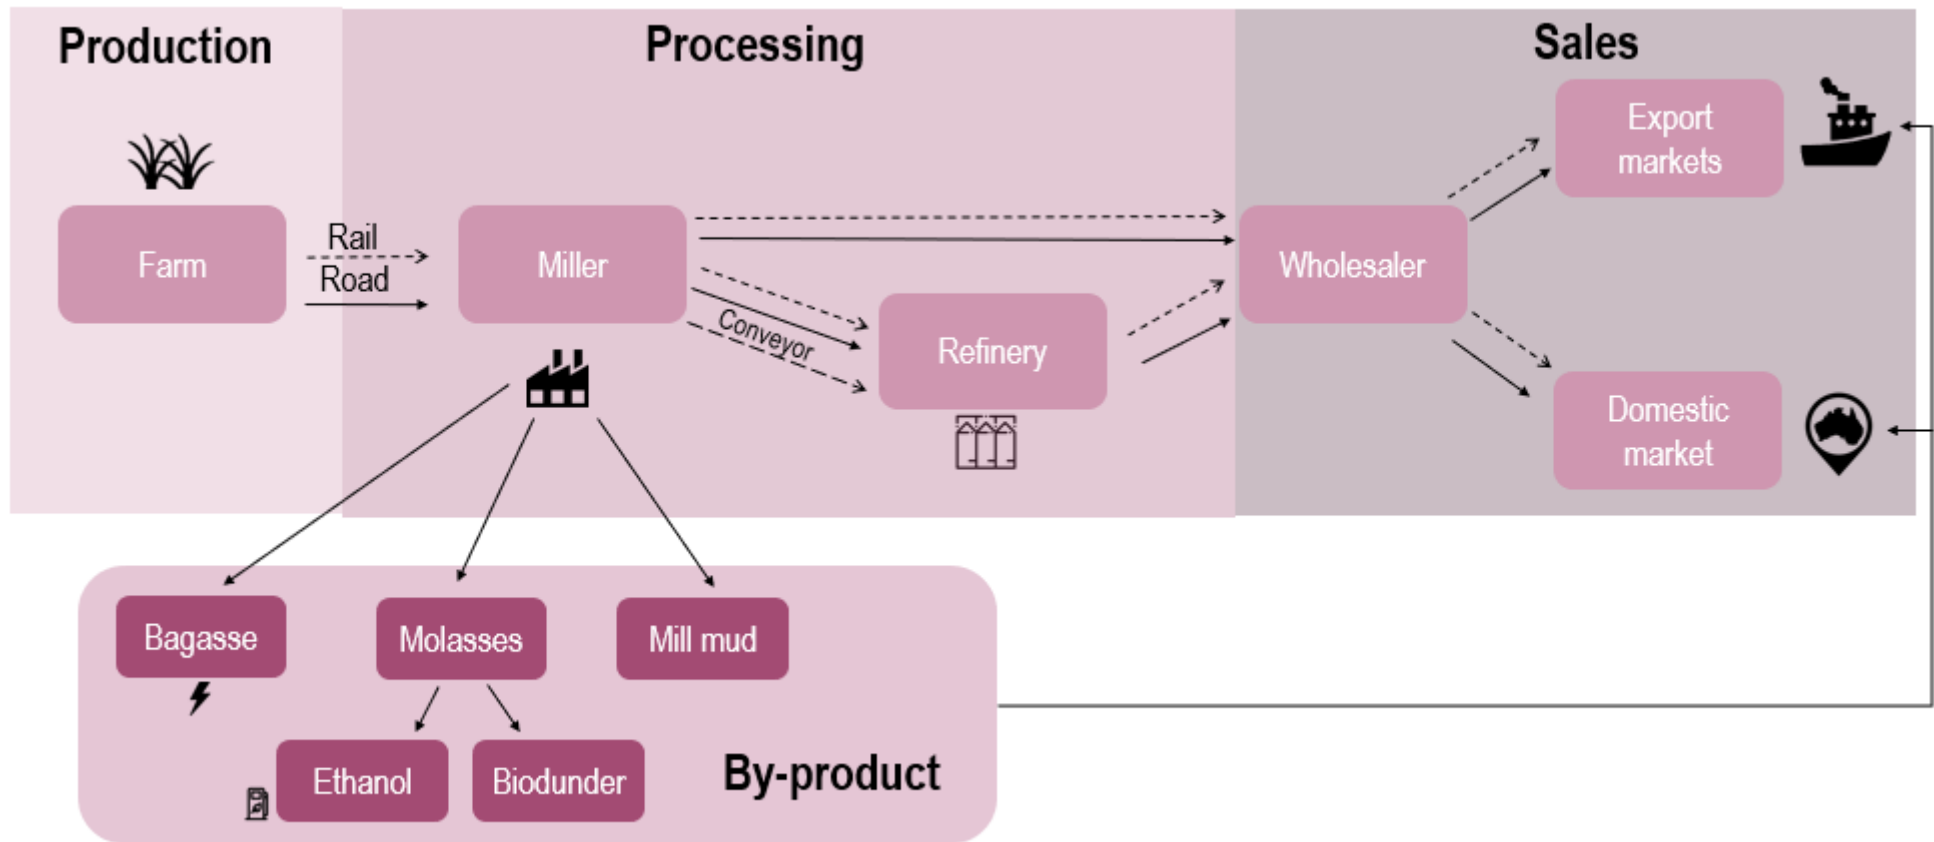 Production
Processing
Sales
Farm
Rail
Road
Miller
Conveyor
Refinery
Wholesaler
Export
markets
Domestic
market
Bagasse
Molasses
Mill mud
Ethanol
Biodunder
By-product